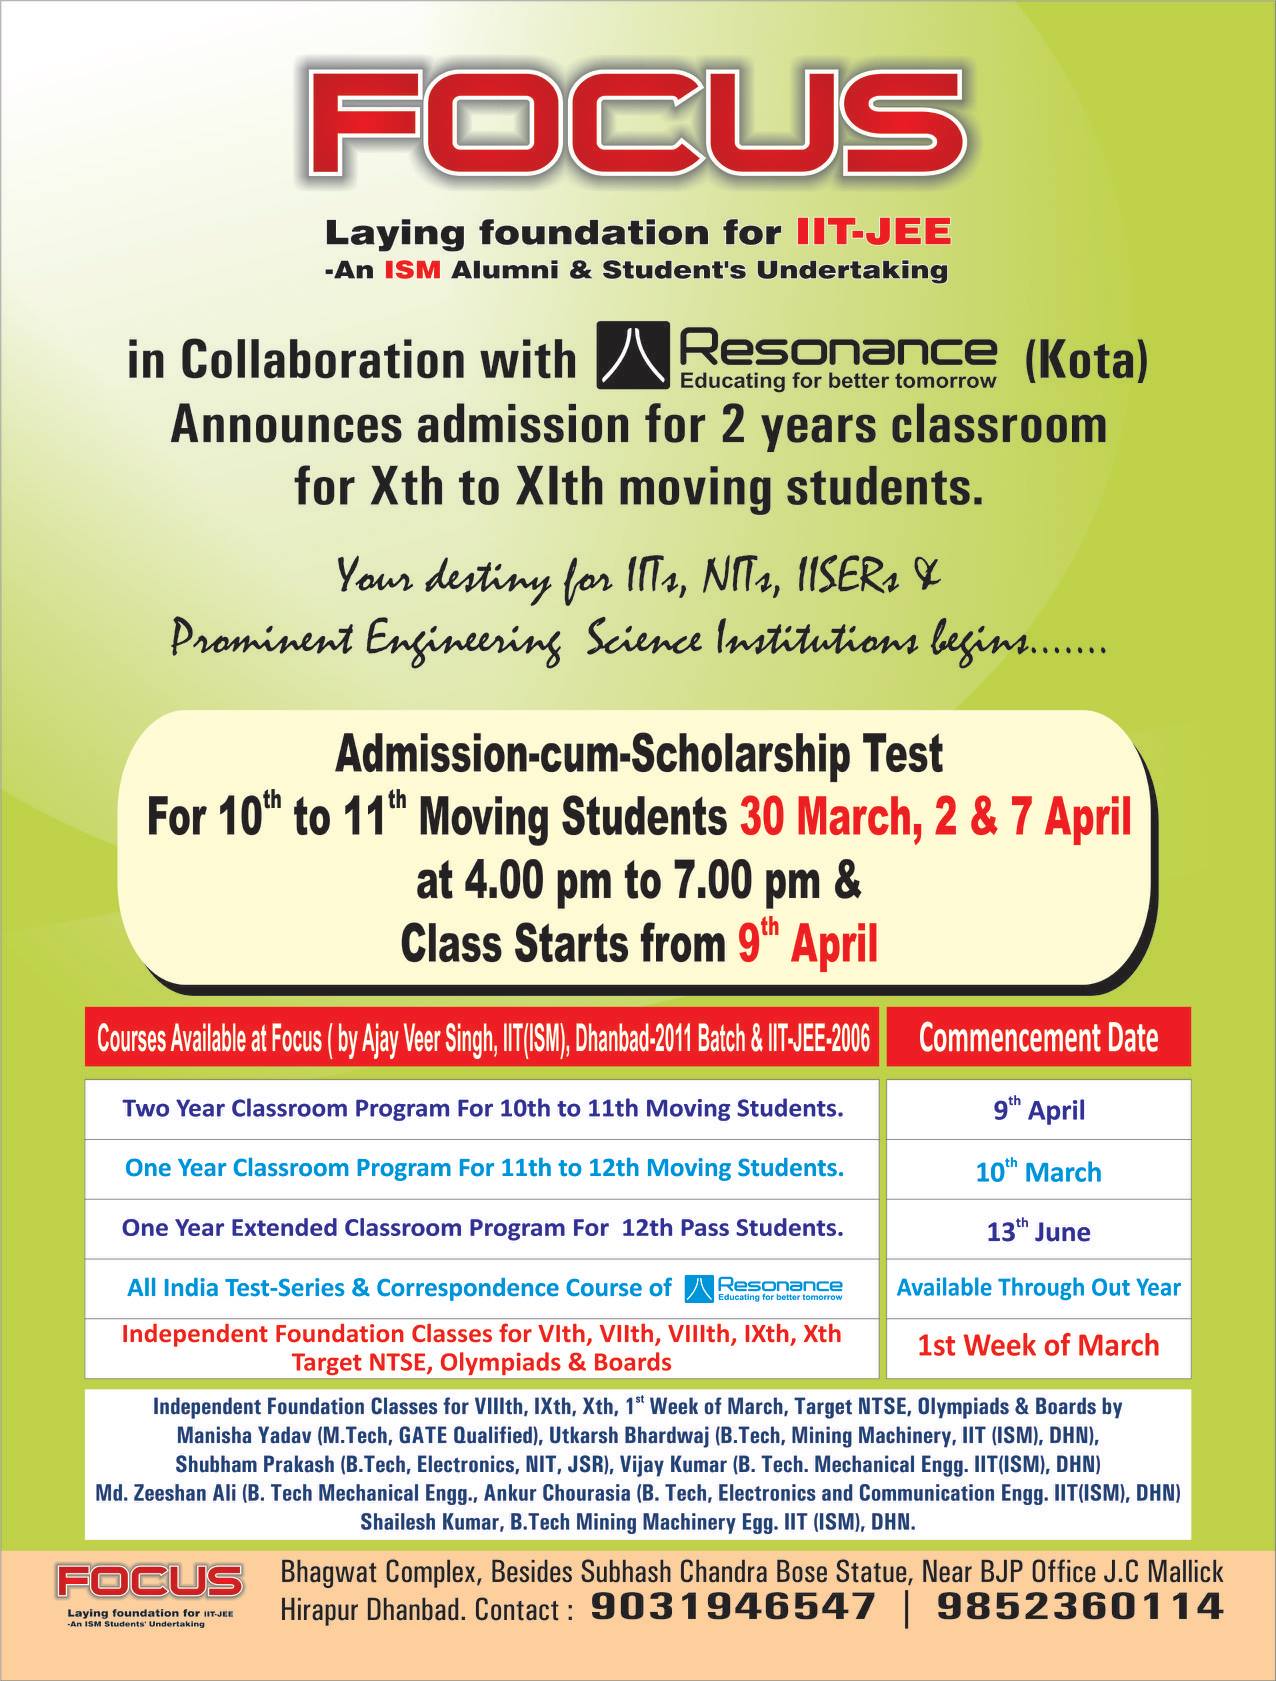 FOCUS
Laying foundation for IIT-JEE
-An ISM Alumni & Student's Undertaking
in Collaboration with Resonance (Kota)
Educating for better tomorrow
Announces admission for 2 years classroom
for Xth to XIth moving students.
Your destiny for IITs, NITs, IISERs &
Prominent Engineering Science Institutions begins.......
Admission-cum-Scholarship Test
For 10th to 11th Moving Students 30 March, 2 & 7 April
at 4.00 pm to 7.00 pm &
Class Starts from 9th April
Courses Available at Focus ( by Ajay Veer Singh, IIT(ISM), Dhanbad-2011 Batch & IIT-JEE-2006 Commencement Date
Two Year Classroom Program For 10th to 11th Moving Students. 9th April
One Year Classroom Program For 11th to 12th Moving Students. 10th March
One Year Extended Classroom Program For 12th Pass Students. 13th June
All India Test-Series & Correspondence Course of Resonance Available Through Out Year
Educating for better tomorrow
Independent Foundation Classes for VIth, VIIth, VIIIth, IXth, Xth
Target NTSE, Olympiads & Boards
1st Week of March
Independent Foundation Classes for VIIIth, IXth, Xth, 1st Week of March, Target NTSE, Olympiads & Boards by
Manisha Yadav (M.Tech, GATE Qualified), Utkarsh Bhardwaj (B.Tech, Mining Machinery, IIT (ISM), DHN),
Shubham Prakash (B.Tech, Electronics, NIT, JSR), Vijay Kumar (B. Tech. Mechanical Engg. IIT(ISM), DHN)
Md. Zeeshan Ali (B. Tech Mechanical Engg., Ankur Chourasia (B. Tech, Electronics and Communication Engg. IIT(ISM), DHN)
Shailesh Kumar, B.Tech Mining Machinery Egg. IIT (ISM), DHN.
FOCUS
Laying foundation for IIT-JEE
-An ISM Students' Undertaking
Bhagwat Complex, Besides Subhash Chandra Bose Statue, Near BJP Office J.C Mallick
Hirapur Dhanbad. Contact : 9031946547 | 9852360114